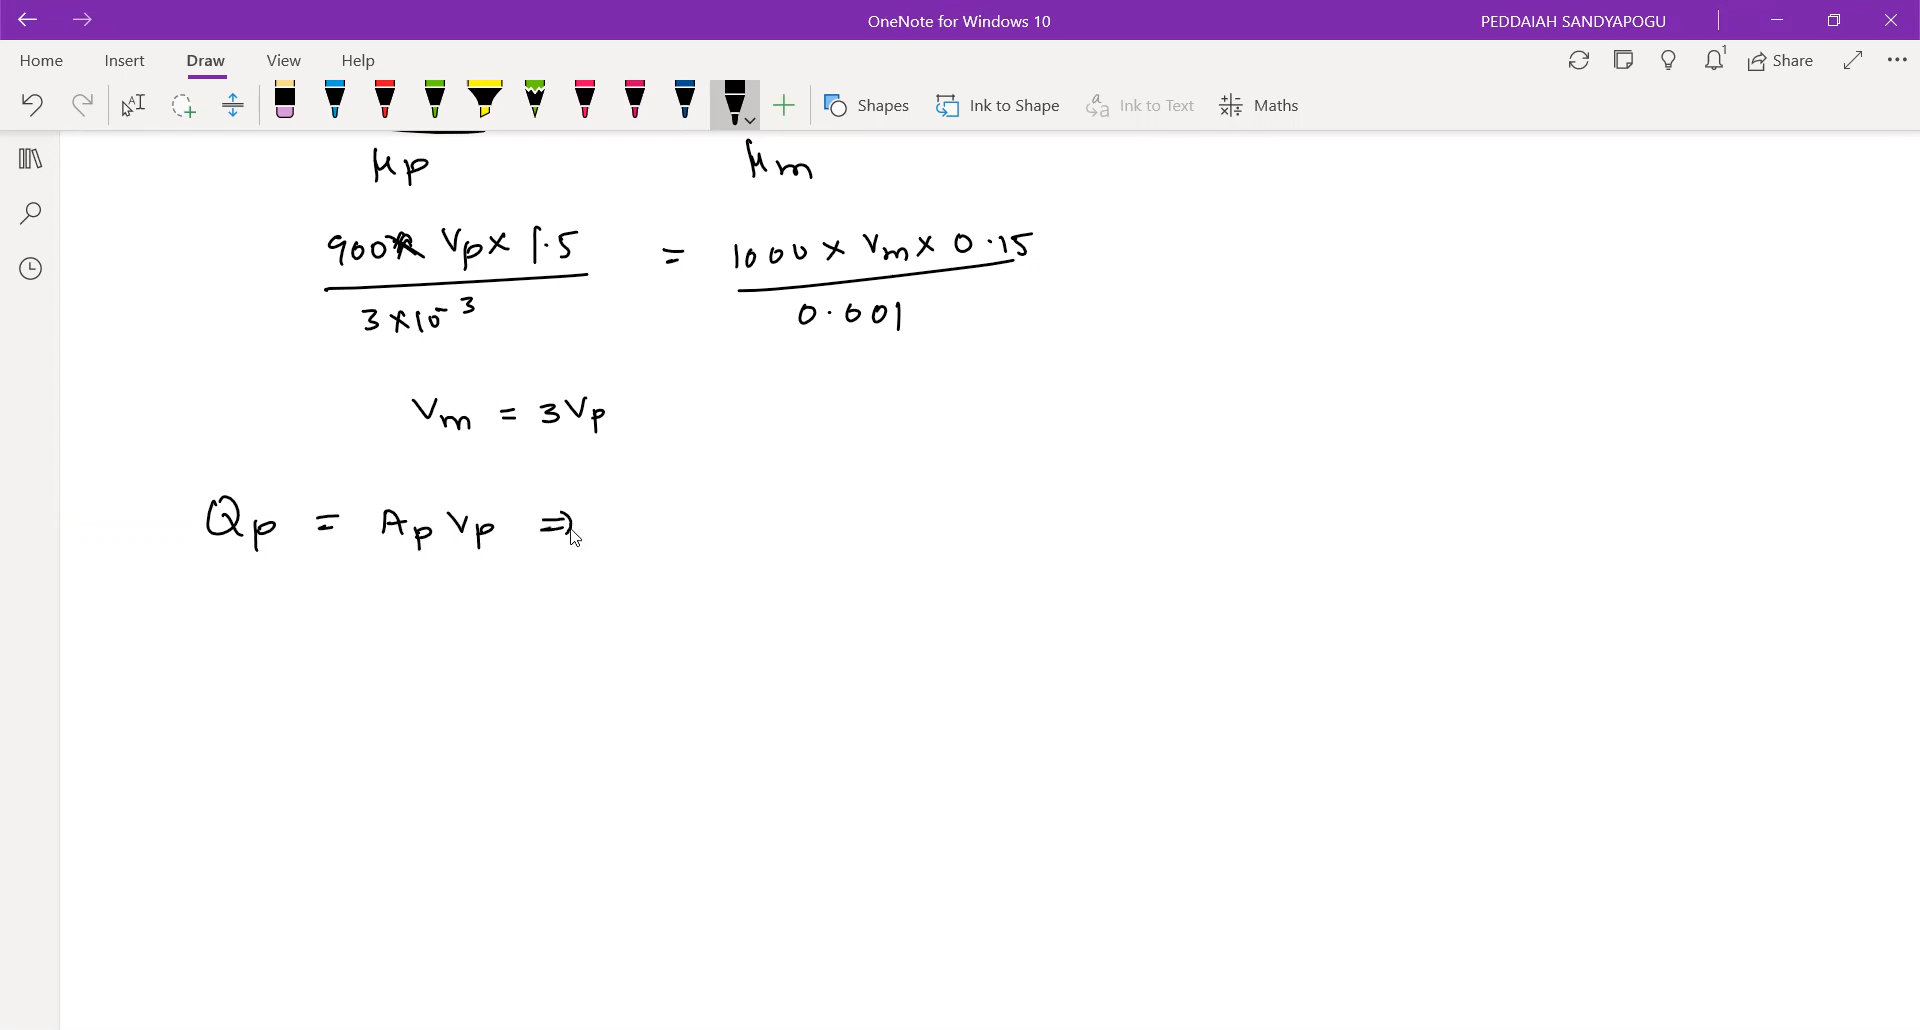 OneNote for Windows 10
PEDDAIAH SANDYAPOGU
Home Insert Draw View Help
1
Share
Shapes
Ink to Shape
Ink to Text
Maths
μp μm
900x Vp x 1.5 = 1000 x Vm x 0.15
3 x 10⁻³ 0.001
Vm = 3Vp
Qp = Ap Vp ⇒